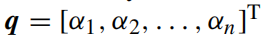 q = [α₁, α₂, . . . , αₙ]ᵀ